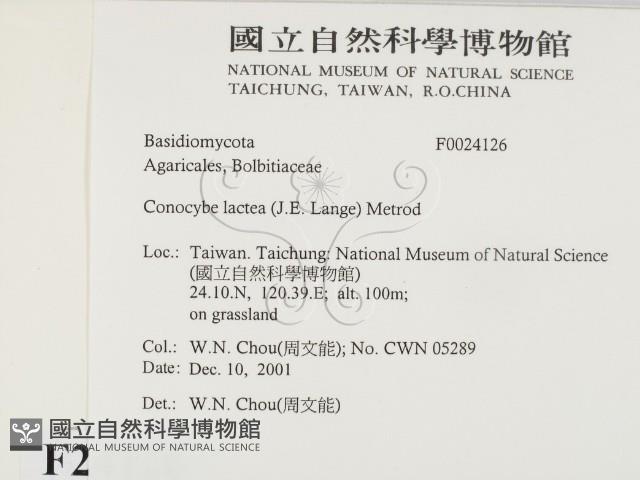 國立自然科學博物館
NATIONAL MUSEUM OF NATURAL SCIENCE
TAICHUNG, TAIWAN, R.O.CHINA
Basidiomycota F0024126
Agaricales, Bolbitiaceae
Conocybe lactea (J.E. Lange) Metrod
Loc.: Taiwan. Taichung: National Museum of Natural Science
(國立自然科學博物館)
24.10.N, 120.39.E; alt. 100m;
on grassland
Col.: W.N. Chou(周文能); No. CWN 05289
Date: Dec. 10, 2001
Det.: W.N. Chou(周文能)
國立自然科學博物館
NATIONAL MUSEUM OF NATURAL SCIENCE
F2